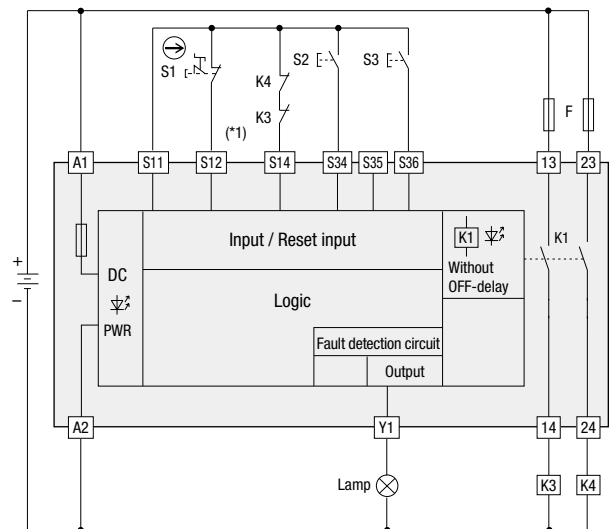 S1
K4
K3
S2
S3
(*1)
F
A1
S11
S12
S14
S34
S35
S36
13
23
+
–
DC
PWR
Input / Reset input
Logic
K1
Without
OFF-delay
K1
Fault detection circuit
Output
A2
Y1
14
24
Lamp
K3
K4